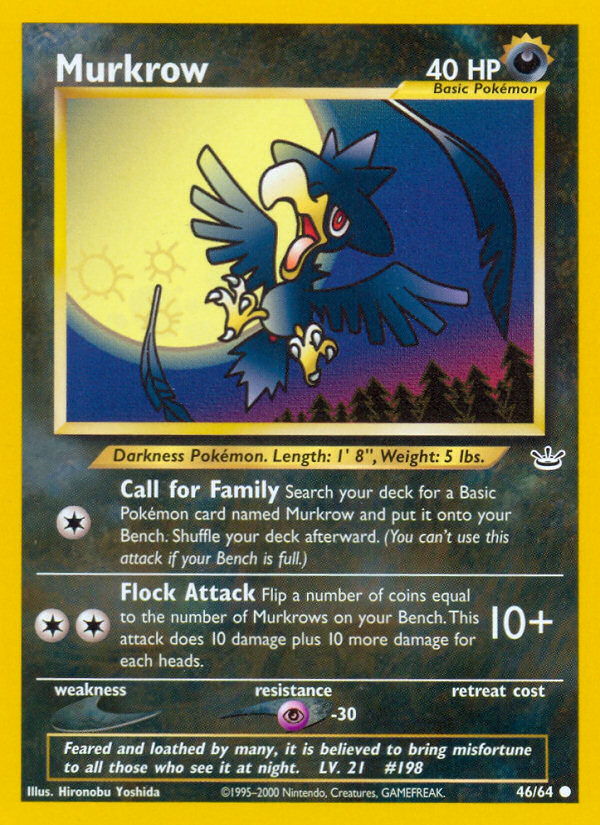 Murkrow
40 HP
Basic Pokémon
Darkness Pokémon. Length: 1' 8", Weight: 5 lbs.
Call for Family Search your deck for a Basic
Pokémon card named Murkrow and put it onto your
Bench. Shuffle your deck afterward. (You can't use this
attack if your Bench is full.)
Flock Attack Flip a number of coins equal
to the number of Murkrows on your Bench. This
attack does 10 damage plus 10 more damage for
each heads.
10+
weakness resistance retreat cost
-30
Feared and loathed by many, it is believed to bring misfortune
to all those who see it at night. LV. 21 #198
Illus. Hironobu Yoshida ©1995-2000 Nintendo, Creatures, GAMEFREAK. 46/64